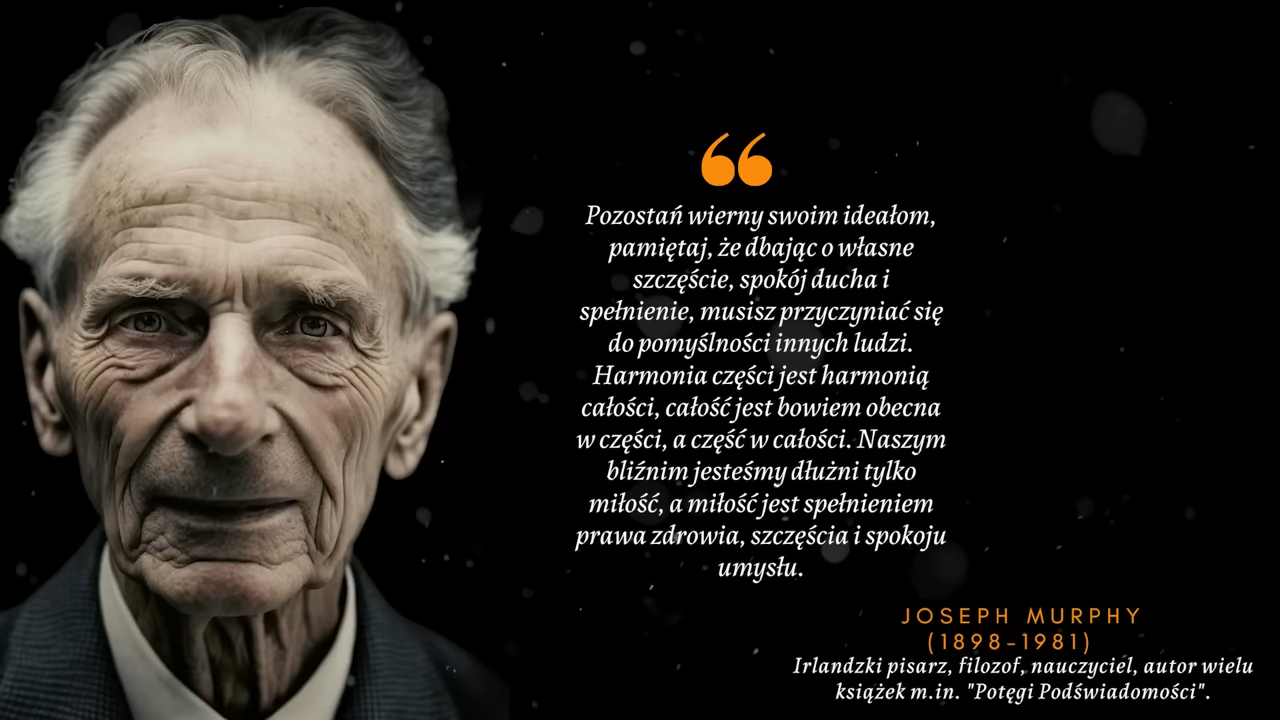 Pozostań wierny swoim ideałom,
pamiętaj, że dbając o własne
szczęście, spokój ducha i
spełnienie, musisz przyczyniać się
do pomyślności innych ludzi.
Harmonia części jest harmonią
całości, całość jest bowiem obecna
w części, a część w całości. Naszym
bliźnim jesteśmy dłużni tylko
miłość, a miłość jest spełnieniem
prawa zdrowia, szczęścia i spokoju
umysłu.
JOSEPH MURPHY
(1898-1981)
Irlandzki pisarz, filozof, nauczyciel, autor wielu
książek m.in. "Potęgi Podświadomości".